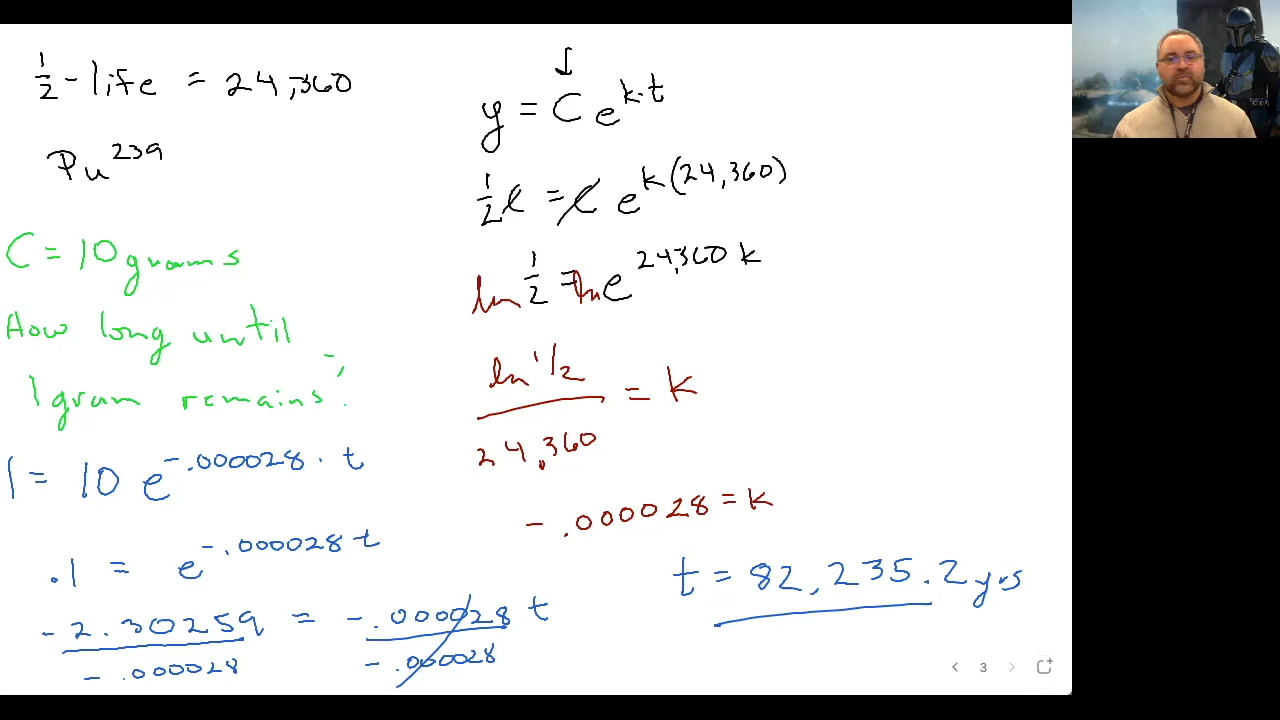 ½ - life = 24,360
Pu²³⁹
C = 10 grams
How long until
1 gram remains?
1 = 10 e^-.000028 · t
.1 = e^-.000028 t
-2.30259 = -.000028 t
-.000028 -.000028
↓
y = C e^k·t
½ C = C e^k(24,360)
ln ½ = ln e^24,360 k
ln ½ = k
24,360
-.000028 = k
t = 82,235.2 yrs
3